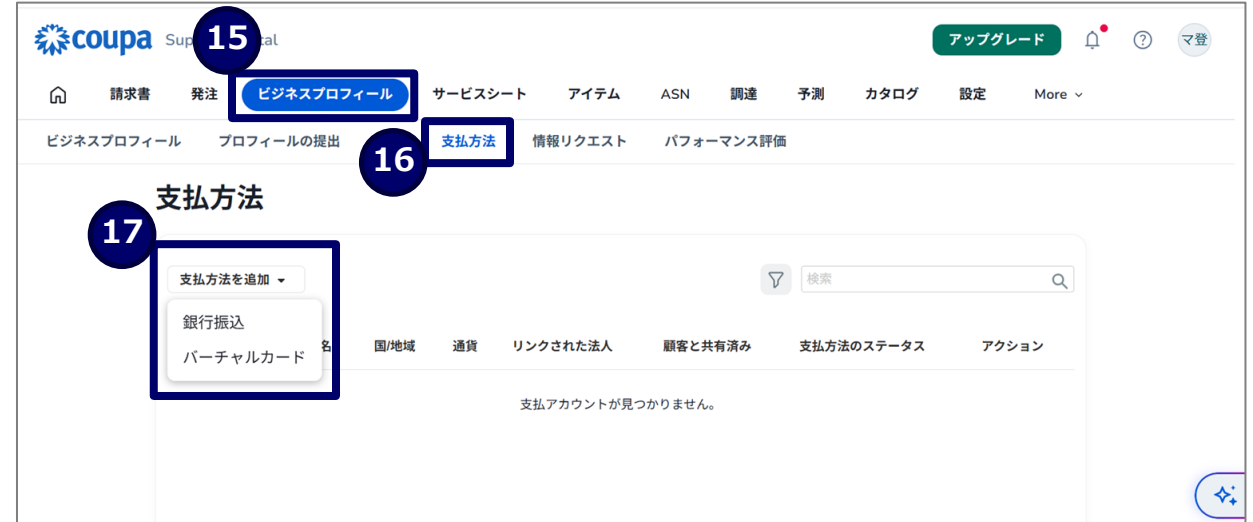 15
coupa Sup al
アップグレード
マ登
請求書 発注 ビジネスプロフィール サービスシート アイテム ASN 調達 予測 カタログ 設定 More
ビジネスプロフィール プロフィールの提出 支払方法 情報リクエスト パフォーマンス評価
16
支払方法
17
支払方法を追加
検索
銀行振込
バーチャルカード
名 国/地域 通貨 リンクされた法人 顧客と共有済み 支払方法のステータス アクション
支払アカウントが見つかりません。